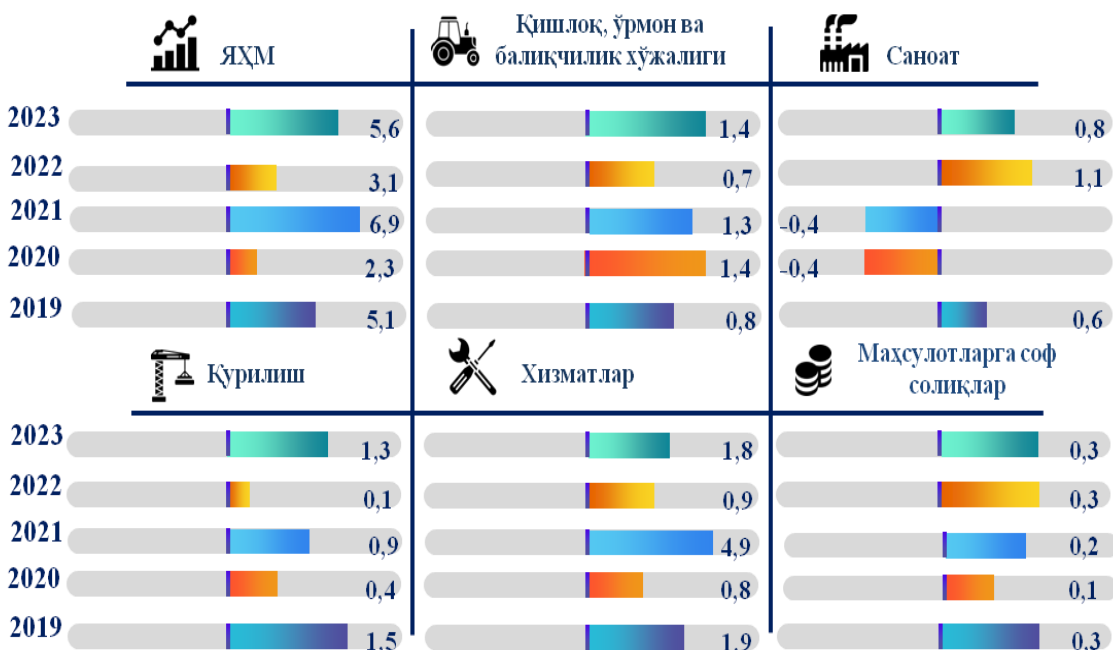 ЯҲМ
Қишлоқ, ўрмон ва
балиқчилик хўжалиги
Саноат
2023 5,6 1,4 0,8
2022 3,1 0,7 1,1
2021 6,9 1,3 -0,4
2020 2,3 1,4 -0,4
2019 5,1 0,8 0,6
Қурилиш
Хизматлар
Маҳсулотларга соф
солиқлар
2023 1,3 1,8 0,3
2022 0,1 0,9 0,3
2021 0,9 4,9 0,2
2020 0,4 0,8 0,1
2019 1,5 1,9 0,3